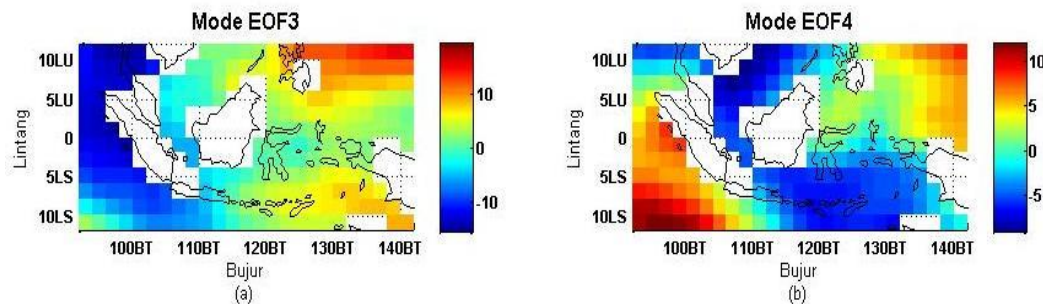 Mode EOF3
10LU
5LU
0
5LS
10LS
Lintang
100BT 110BT 120BT 130BT 140BT
Bujur
(a)
10
0
-10
Mode EOF4
10LU
5LU
0
5LS
10LS
Lintang
100BT 110BT 120BT 130BT 140BT
Bujur
(b)
10
5
0
-5